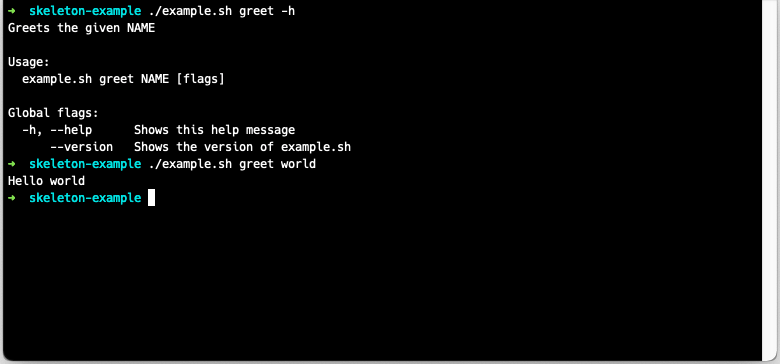 ➜  skeleton-example ./example.sh greet -h
Greets the given NAME

Usage:
  example.sh greet NAME [flags]

Global flags:
  -h, --help      Shows this help message
      --version   Shows the version of example.sh
➜  skeleton-example ./example.sh greet world
Hello world
➜  skeleton-example